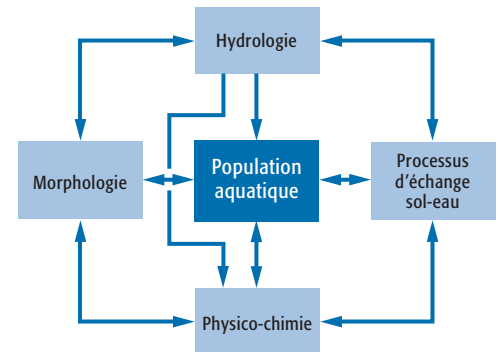 Hydrologie
Morphologie
Population
aquatique
Processus
d'échange
sol-eau
Physico-chimie